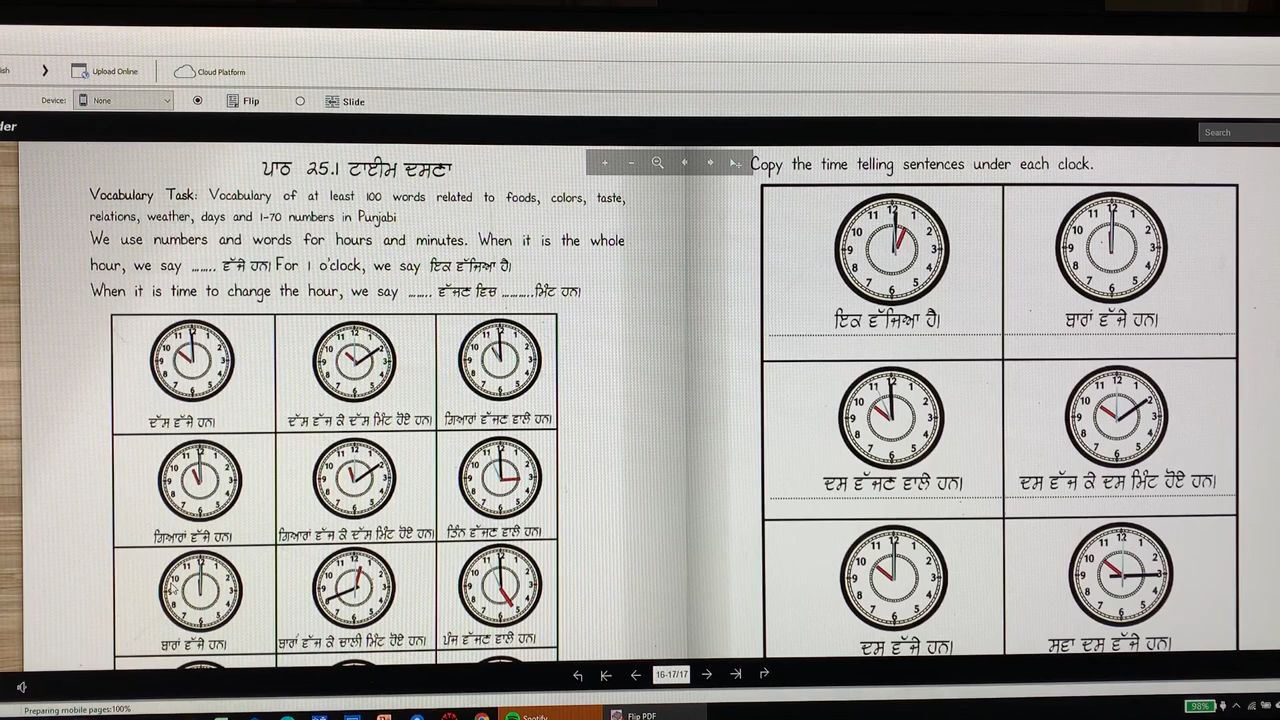 ish
Upload Online
Cloud Platform
Device:
None
Flip
Slide
der
Search
ਪਾਠ 25.1 ਟਾਈਮ ਦਸਣਾ
Vocabulary Task: Vocabulary of at least 100 words related to foods, colors, taste,
relations, weather, days and 1-70 numbers in Punjabi
We use numbers and words for hours and minutes. When it is the whole
hour, we say ....... ਵੱਜੇ ਹਨ। For 1 o'clock, we say ਇਕ ਵੱਜਿਆ ਹੈ।
When it is time to change the hour, we say ....... ਵੱਜਣ ਵਿਚ ..........ਮਿੰਟ ਹਨ।
ਦੱਸ ਵੱਜੇ ਹਨ।
ਦੱਸ ਵੱਜ ਕੇ ਦੱਸ ਮਿੰਟ ਹੋਏ ਹਨ।
ਗਿਆਰਾਂ ਵੱਜਣ ਵਾਲੇ ਹਨ।
ਗਿਆਰਾਂ ਵੱਜੇ ਹਨ।
ਗਿਆਰਾਂ ਵੱਜ ਕੇ ਦੱਸ ਮਿੰਟ ਹੋਏ ਹਨ।
ਤਿੰਨ ਵੱਜਣ ਵਾਲੇ ਹਨ।
ਬਾਰਾਂ ਵੱਜੇ ਹਨ।
ਬਾਰਾਂ ਵੱਜ ਕੇ ਚਾਲੀ ਮਿੰਟ ਹੋਏ ਹਨ।
ਪੰਜ ਵੱਜਣ ਵਾਲੇ ਹਨ।
Copy the time telling sentences under each clock.
ਇਕ ਵੱਜਿਆ ਹੈ।
ਬਾਰਾਂ ਵੱਜੇ ਹਨ।
ਦਸ ਵੱਜਣ ਵਾਲੇ ਹਨ।
ਦਸ ਵੱਜ ਕੇ ਦਸ ਮਿੰਟ ਹੋਏ ਹਨ।
ਦਸ ਵੱਜੇ ਹਨ।
ਸਵਾ ਦਸ ਵੱਜੇ ਹਨ।
16-17/17
Preparing mobile pages:100%
Spotify
Flip PDF
98%